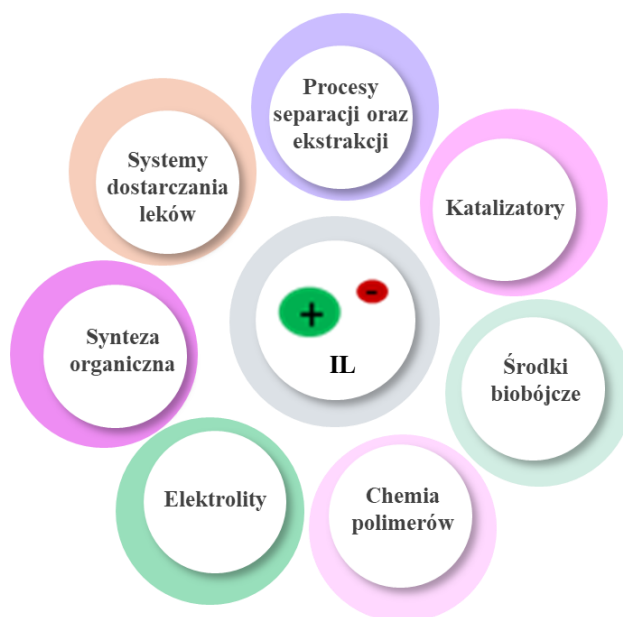 Procesy
separacji oraz
ekstrakcji
Systemy
dostarczania
leków
Katalizatory
+
-
IL
Synteza
organiczna
Środki
biobójcze
Elektrolity
Chemia
polimerów